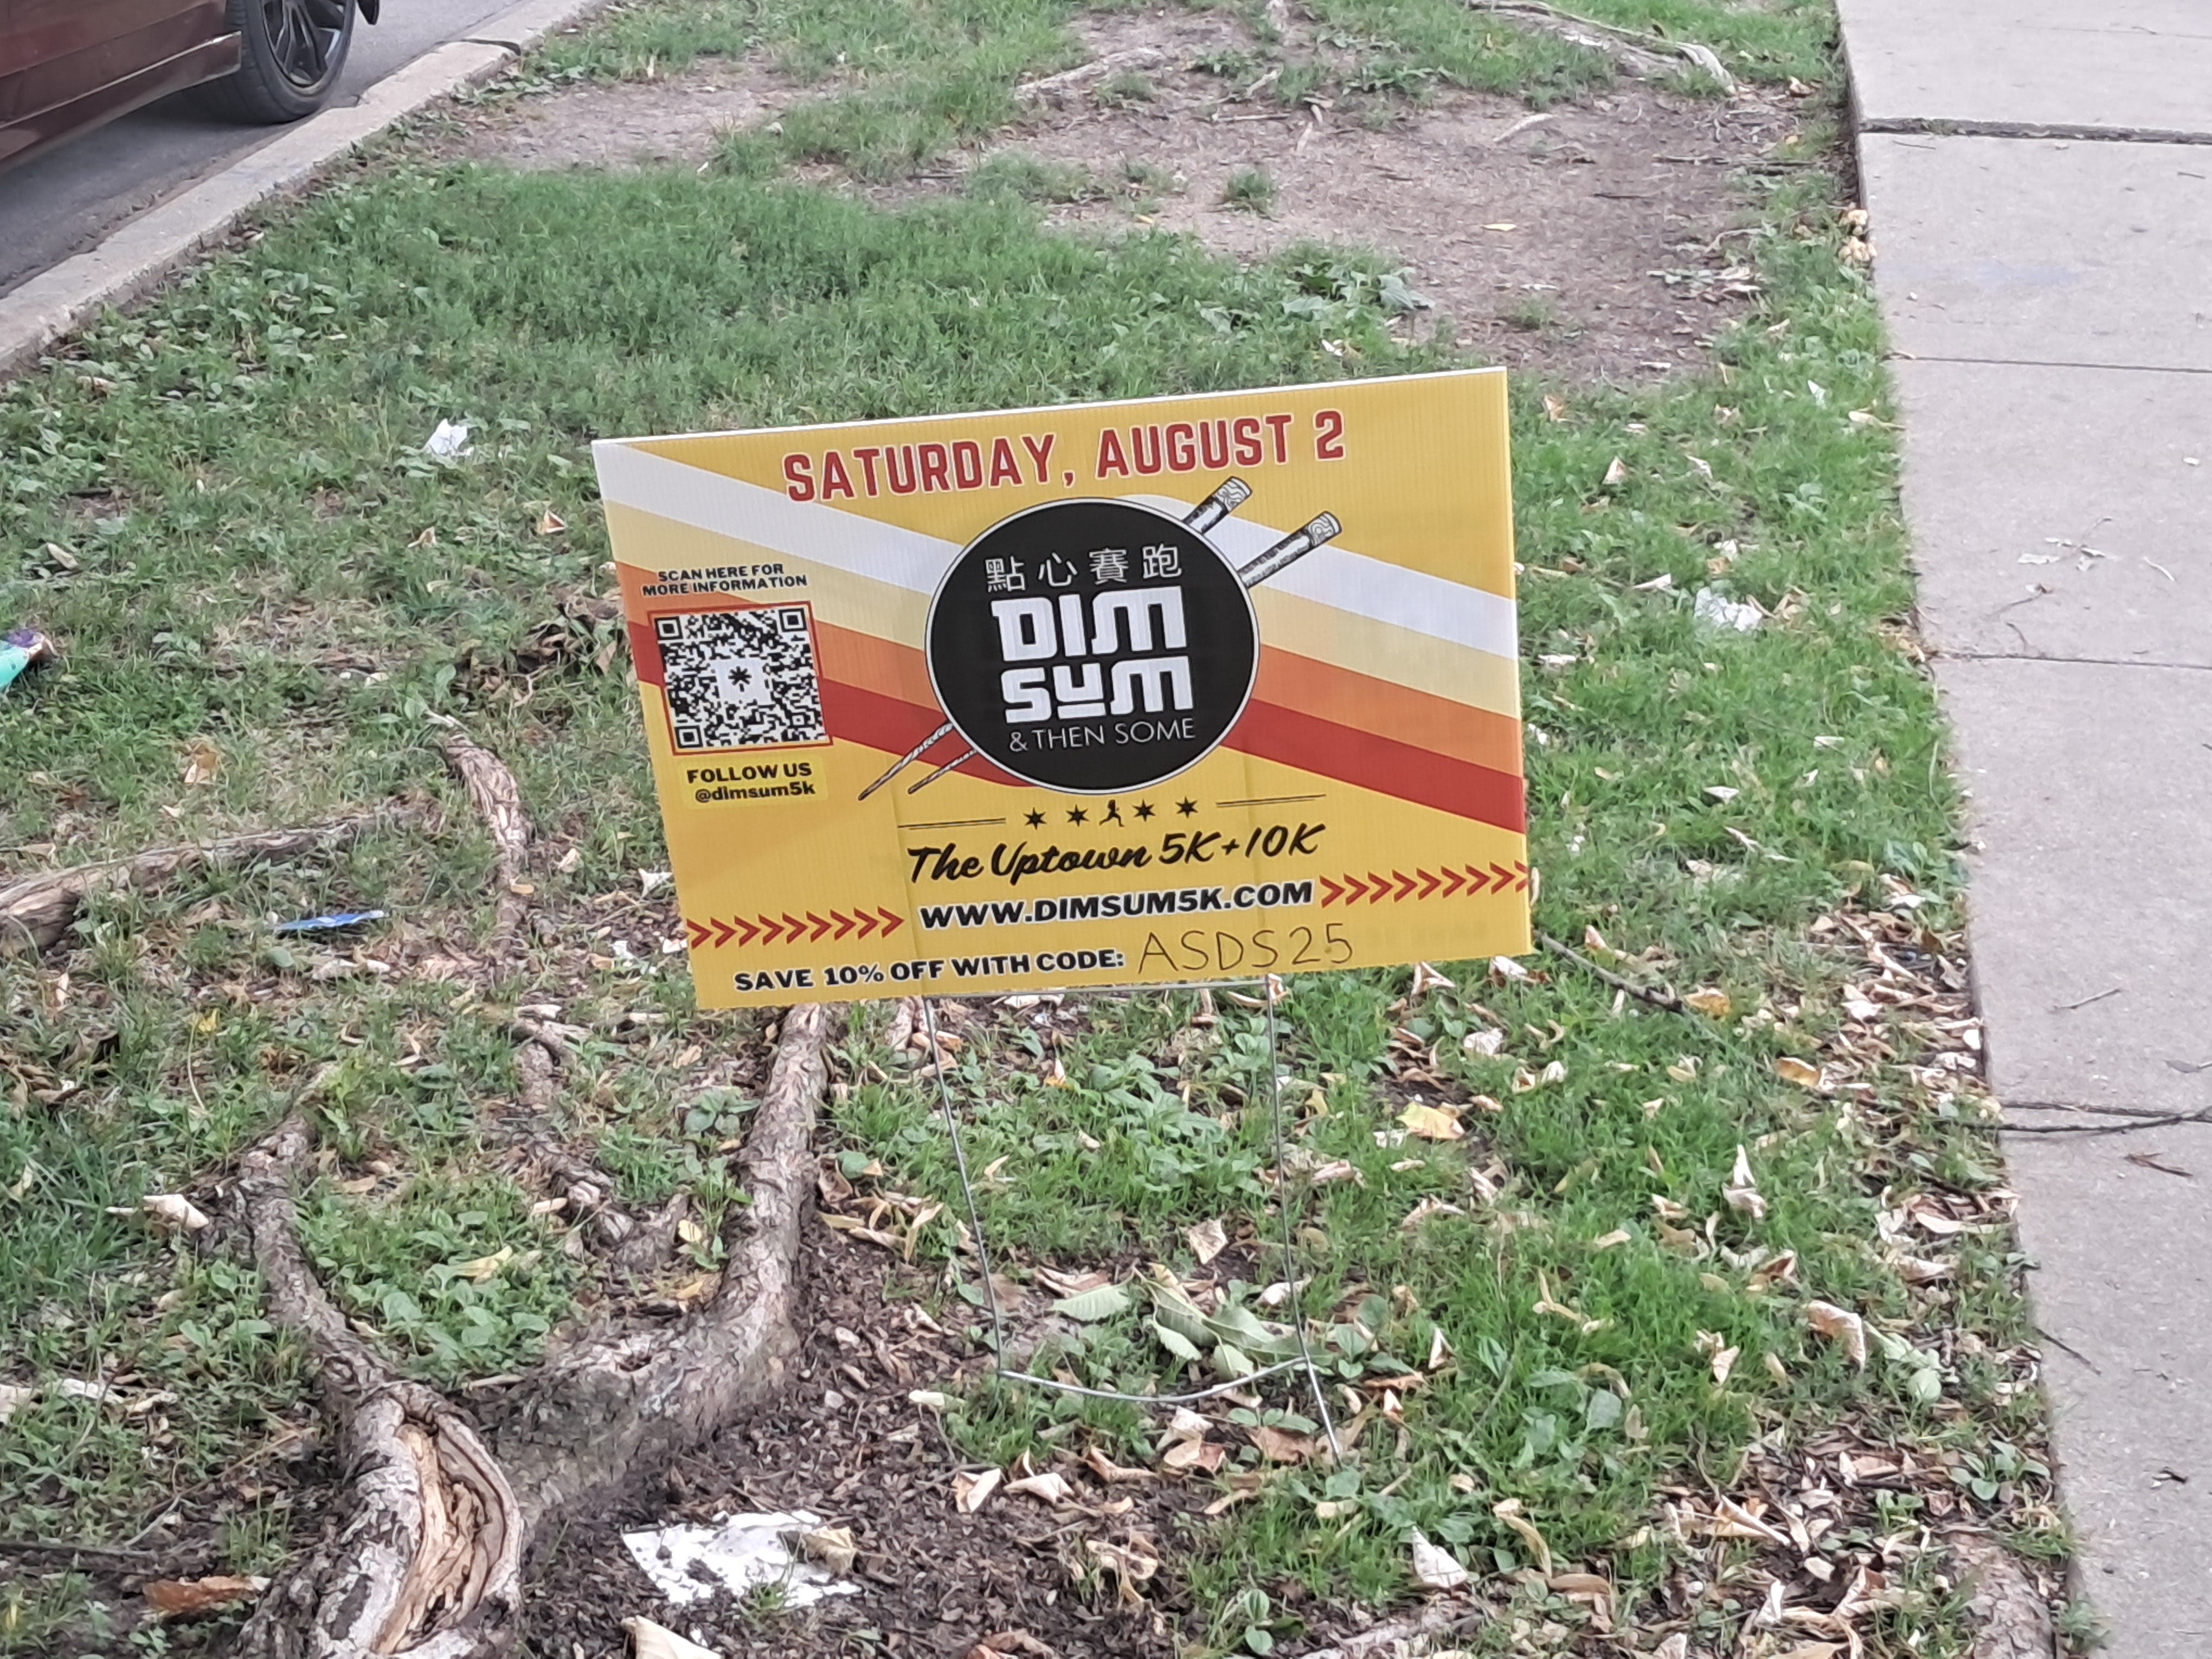 SATURDAY, AUGUST 2
SCAN HERE FOR
MORE INFORMATION
FOLLOW US
@dimsum5k
點心賽跑
DIM
SUM
& THEN SOME
The Uptown 5K + 10K
WWW.DIMSUM5K.COM
SAVE 10% OFF WITH CODE: ASDS25